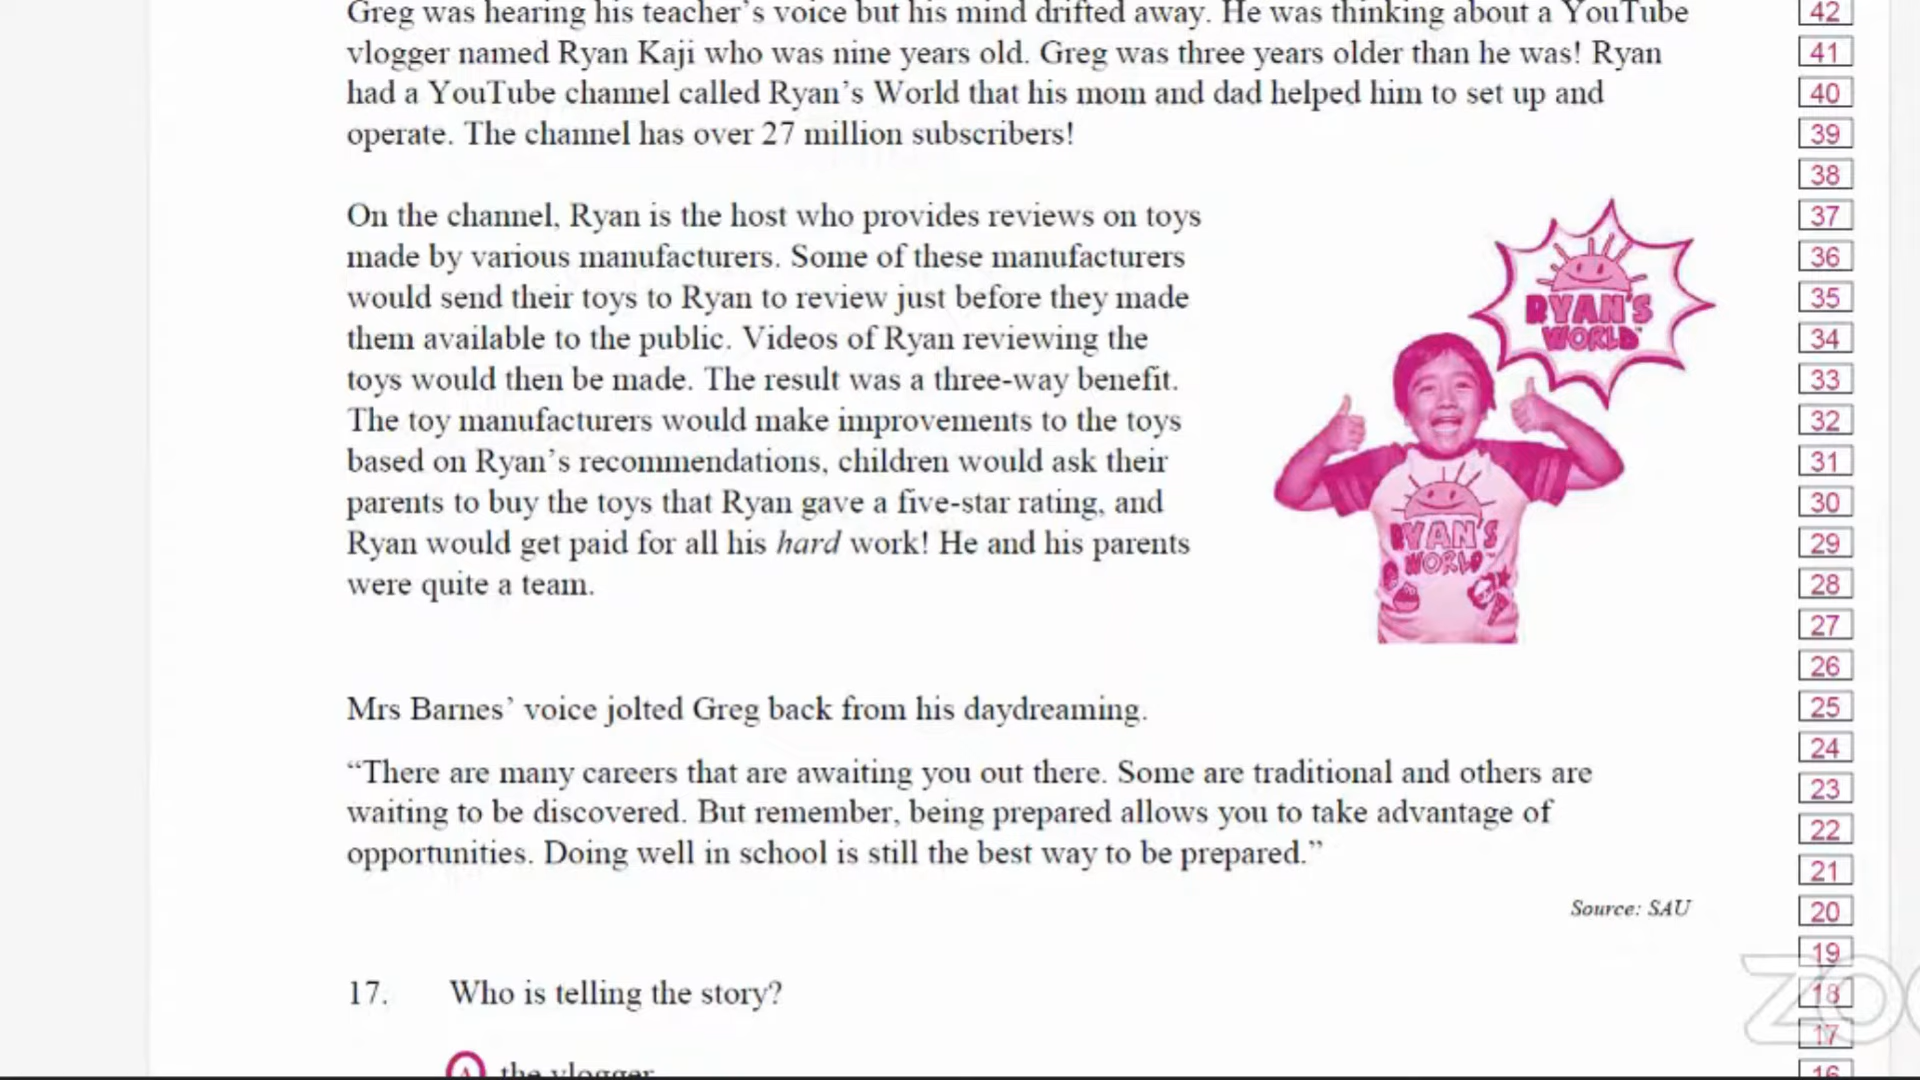 Greg was hearing his teacher’s voice but his mind drifted away. He was thinking about a YouTube
vlogger named Ryan Kaji who was nine years old. Greg was three years older than he was! Ryan
had a YouTube channel called Ryan’s World that his mom and dad helped him to set up and
operate. The channel has over 27 million subscribers!
On the channel, Ryan is the host who provides reviews on toys
made by various manufacturers. Some of these manufacturers
would send their toys to Ryan to review just before they made
them available to the public. Videos of Ryan reviewing the
toys would then be made. The result was a three-way benefit.
The toy manufacturers would make improvements to the toys
based on Ryan’s recommendations, children would ask their
parents to buy the toys that Ryan gave a five-star rating, and
Ryan would get paid for all his hard work! He and his parents
were quite a team.
RYAN'S
WORLD
RYAN'S
WORLD
Mrs Barnes’ voice jolted Greg back from his daydreaming.
“There are many careers that are awaiting you out there. Some are traditional and others are
waiting to be discovered. But remember, being prepared allows you to take advantage of
opportunities. Doing well in school is still the best way to be prepared.”
Source: SAU
17. Who is telling the story?
A the vlogger
42
41
40
39
38
37
36
35
34
33
32
31
30
29
28
27
26
25
24
23
22
21
20
19
18
17
16